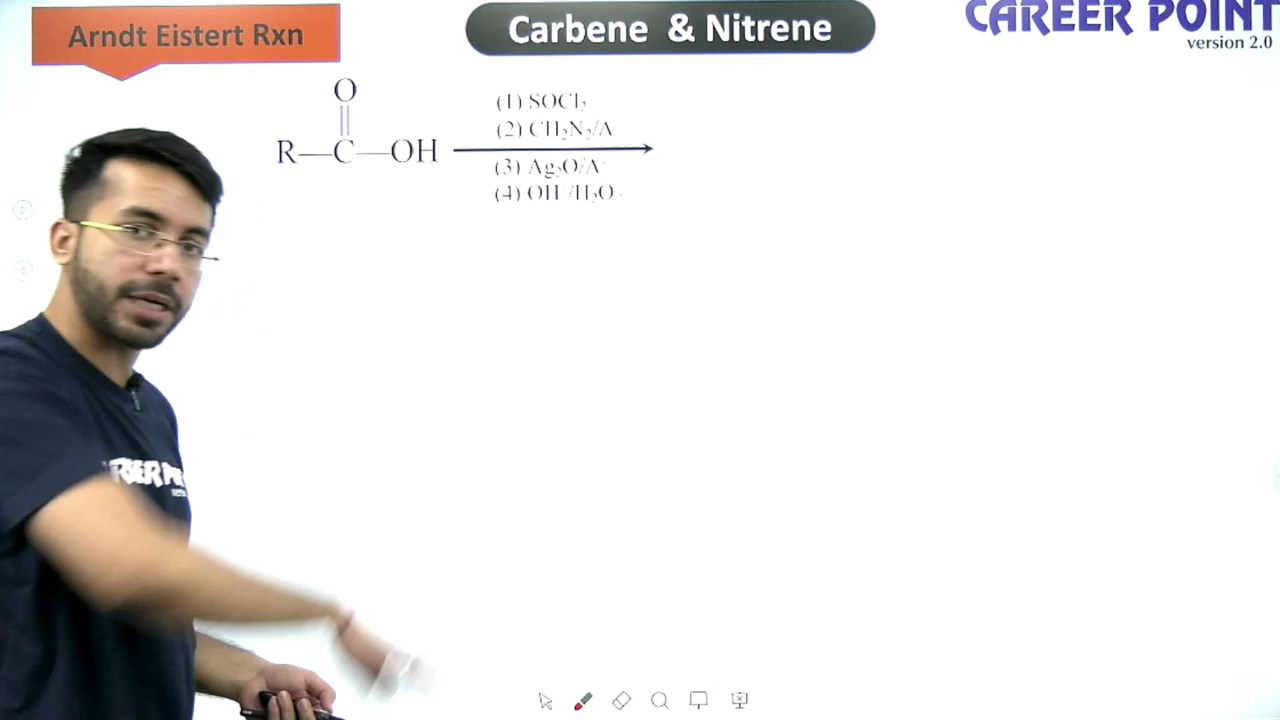 Arndt Eistert Rxn
Carbene & Nitrene
CAREER POINT
version 2.0
O
R—C—OH
(1) SOCl₂
(2) CH₂N₂/Δ
(3) Ag₂O/Δ
(4) OH⁻/H₂O